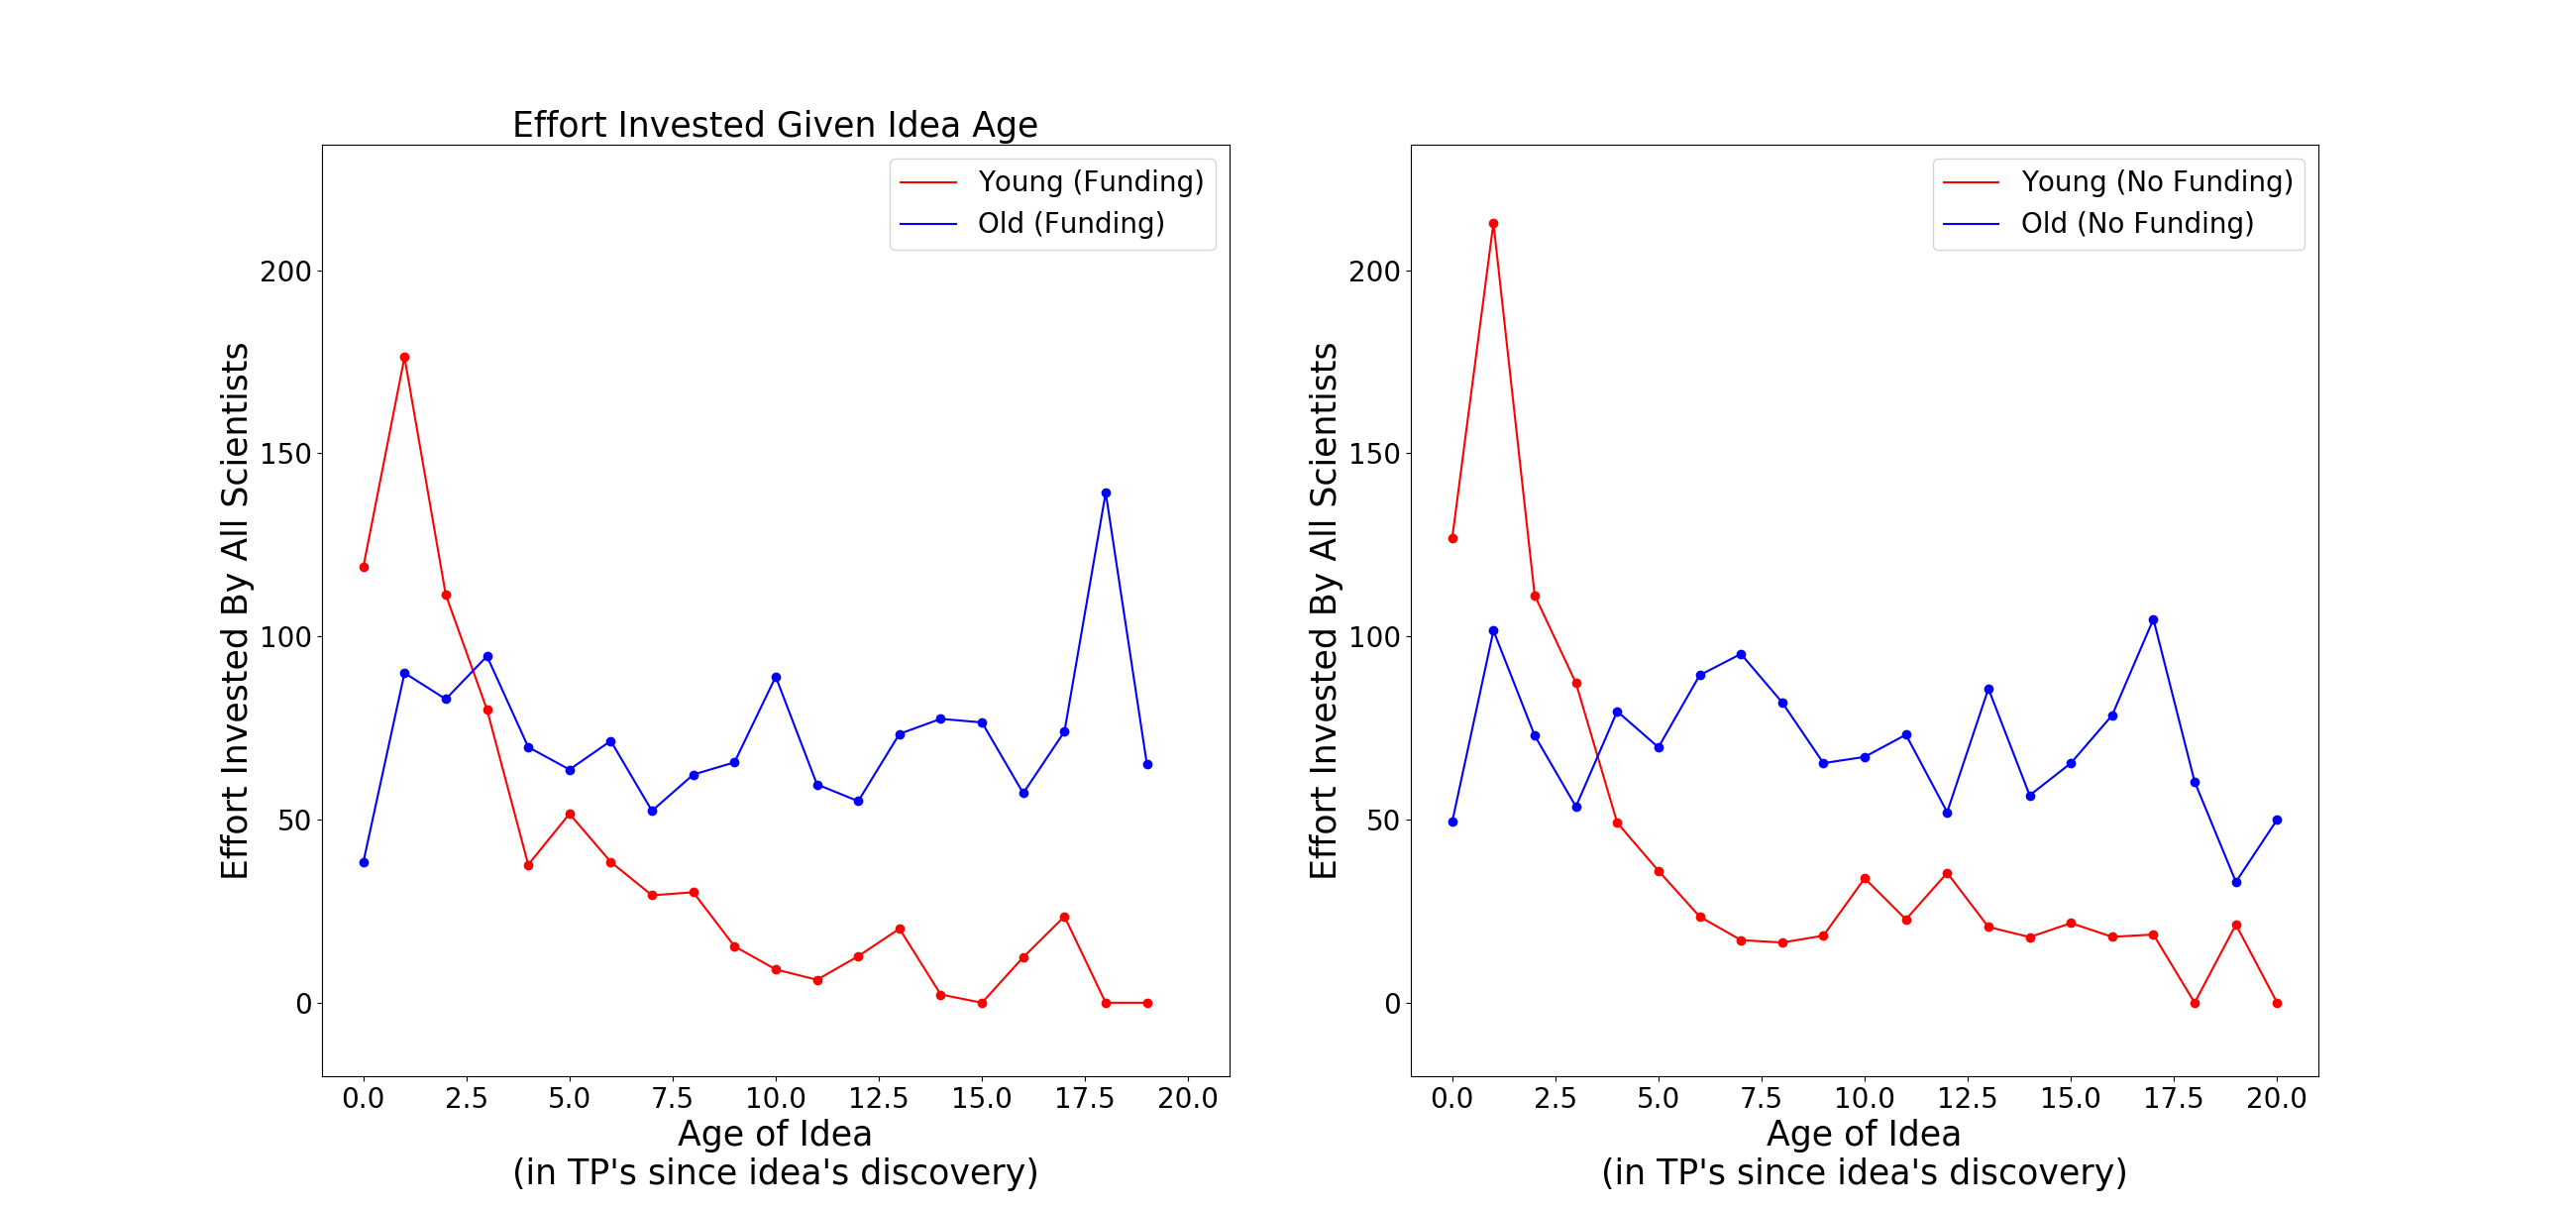 Effort Invested Given Idea Age
Young (Funding)
Old (Funding)
Effort Invested By All Scientists
200
150
100
50
0
0.0 2.5 5.0 7.5 10.0 12.5 15.0 17.5 20.0
Age of Idea
(in TP's since idea's discovery)
Young (No Funding)
Old (No Funding)
Effort Invested By All Scientists
200
150
100
50
0
0.0 2.5 5.0 7.5 10.0 12.5 15.0 17.5 20.0
Age of Idea
(in TP's since idea's discovery)